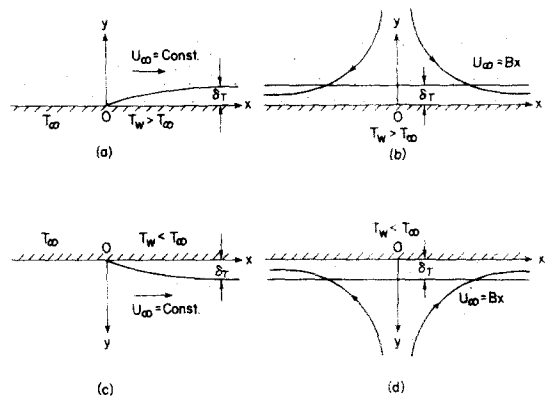 y
U∞ = Const.
δT
x
T∞
O
Tw > T∞
(a)
y
U∞ = Bx
δT
x
O
Tw > T∞
(b)
T∞
O
Tw < T∞
x
δT
U∞ = Const.
y
(c)
Tw < T∞
O
x
δT
U∞ = Bx
y
(d)